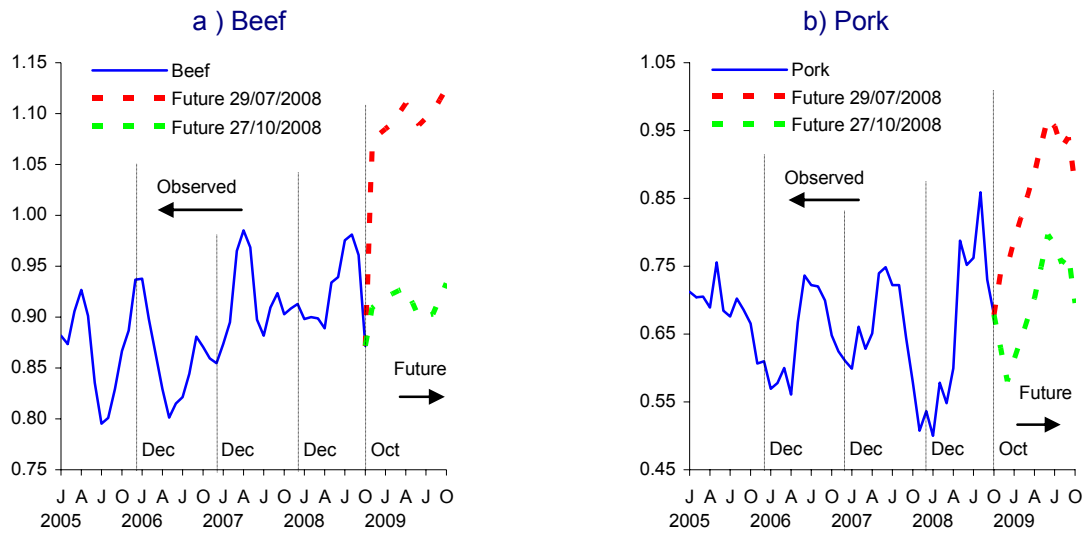 a ) Beef
1.15
1.10
1.05
1.00
0.95
0.90
0.85
0.80
0.75
Beef
Future 29/07/2008
Future 27/10/2008
Observed
Future
Dec
Dec
Dec
Oct
J A J O J A J O J A J O J A J O J A J O
2005 2006 2007 2008 2009
b) Pork
1.05
0.95
0.85
0.75
0.65
0.55
0.45
Pork
Future 29/07/2008
Future 27/10/2008
Observed
Future
Dec
Dec
Dec
Oct
J A J O J A J O J A J O J A J O J A J O
2005 2006 2007 2008 2009